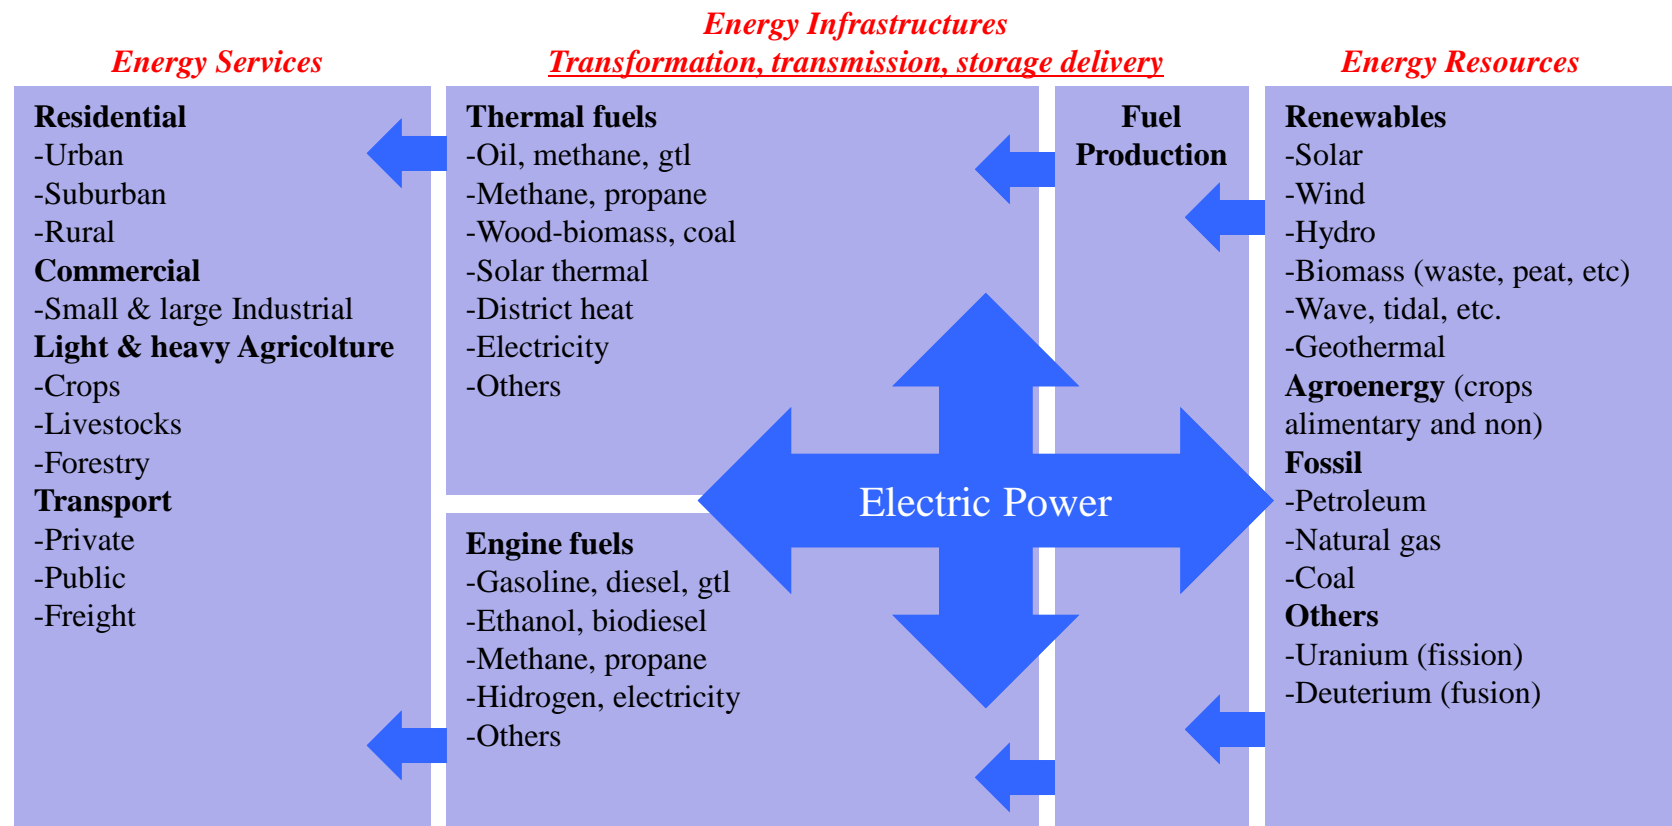 Energy Infrastructures
Energy Services
Transformation, transmission, storage delivery
Energy Resources
Residential
-Urban
-Suburban
-Rural
Commercial
-Small & large Industrial
Light & heavy Agricolture
-Crops
-Livestocks
-Forestry
Transport
-Private
-Public
-Freight
Thermal fuels
-Oil, methane, gtl
-Methane, propane
-Wood-biomass, coal
-Solar thermal
-District heat
-Electricity
-Others
Engine fuels
-Gasoline, diesel, gtl
-Ethanol, biodiesel
-Methane, propane
-Hidrogen, electricity
-Others
Electric Power
Fuel
Production
Renewables
-Solar
-Wind
-Hydro
-Biomass (waste, peat, etc)
-Wave, tidal, etc.
-Geothermal
Agroenergy (crops
alimentary and non)
Fossil
-Petroleum
-Natural gas
-Coal
Others
-Uranium (fission)
-Deuterium (fusion)